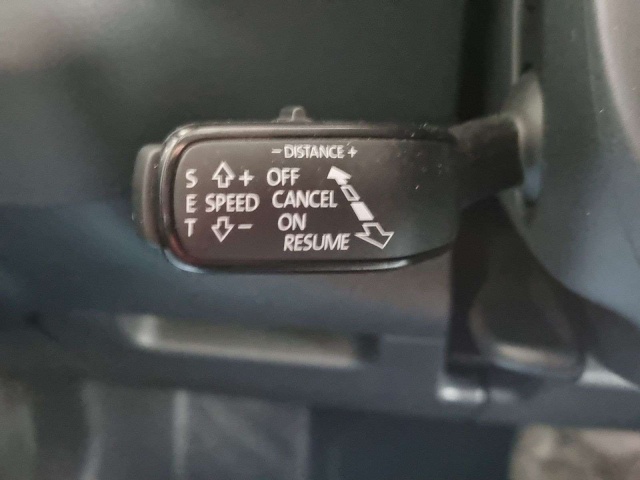 - DISTANCE +
S + OFF
E SPEED CANCEL
T - ON
RESUME